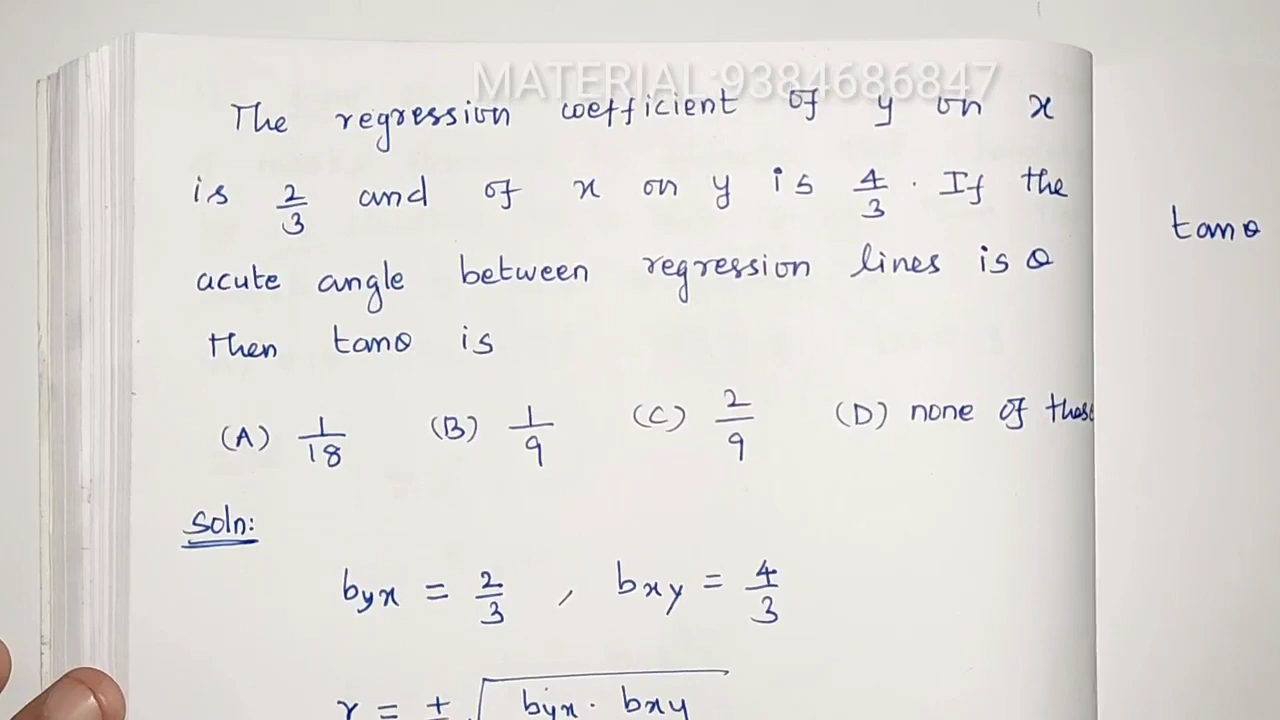 MATERIAL:9384686847
The regression coefficient of y on x
is 2/3 and of x on y is 4/3. If the
acute angle between regression lines is θ
then tanθ is
(A) 1/18 (B) 1/9 (C) 2/9 (D) none of these
Soln:
byx = 2/3 , bxy = 4/3
r = ± √ byx · bxy
tanθ